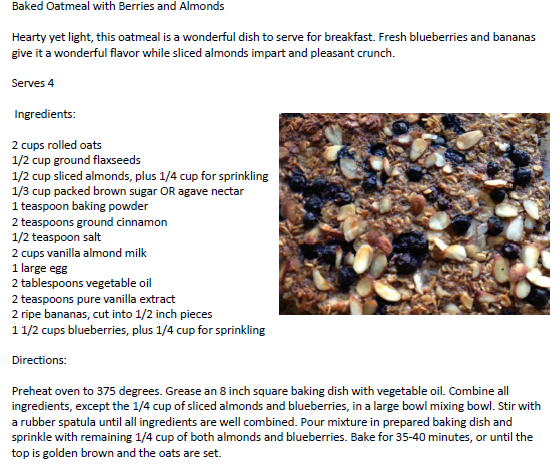 Baked Oatmeal with Berries and Almonds
Hearty yet light, this oatmeal is a wonderful dish to serve for breakfast. Fresh blueberries and bananas
give it a wonderful flavor while sliced almonds impart and pleasant crunch.
Serves 4
Ingredients:
2 cups rolled oats
1/2 cup ground flaxseeds
1/2 cup sliced almonds, plus 1/4 cup for sprinkling
1/3 cup packed brown sugar OR agave nectar
1 teaspoon baking powder
2 teaspoons ground cinnamon
1/2 teaspoon salt
2 cups vanilla almond milk
1 large egg
2 tablespoons vegetable oil
2 teaspoons pure vanilla extract
2 ripe bananas, cut into 1/2 inch pieces
1 1/2 cups blueberries, plus 1/4 cup for sprinkling
Directions:
Preheat oven to 375 degrees. Grease an 8 inch square baking dish with vegetable oil. Combine all
ingredients, except the 1/4 cup of sliced almonds and blueberries, in a large bowl mixing bowl. Stir with
a rubber spatula until all ingredients are well combined. Pour mixture in prepared baking dish and
sprinkle with remaining 1/4 cup of both almonds and blueberries. Bake for 35-40 minutes, or until the
top is golden brown and the oats are set.